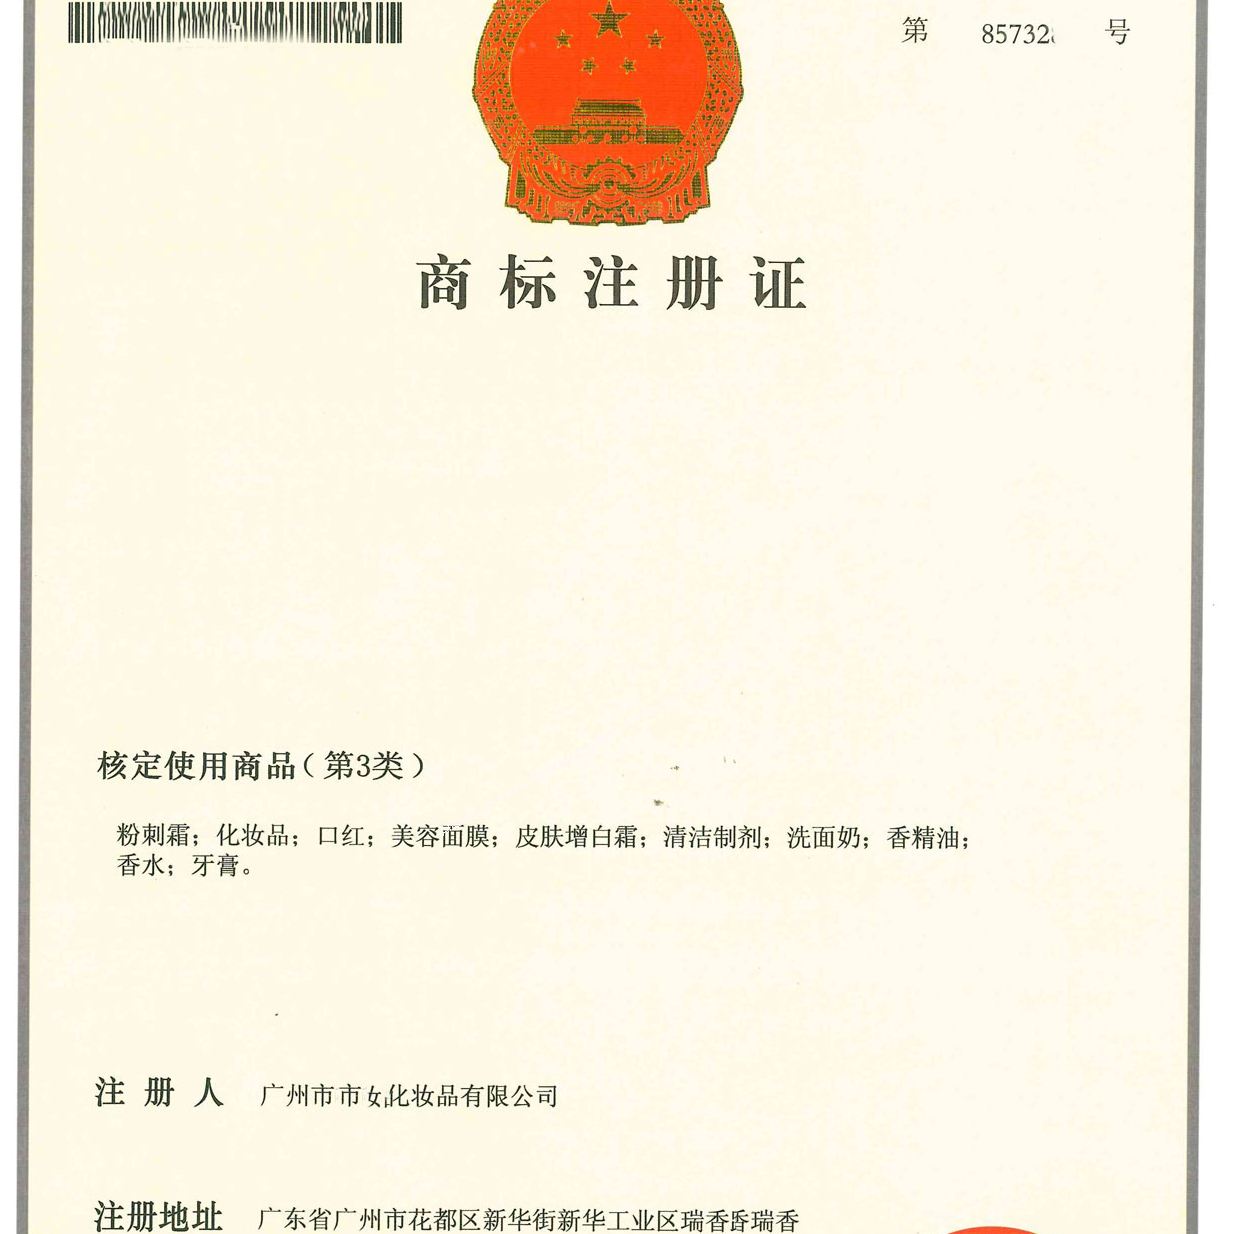 第 85732 号
商标注册证
核定使用商品（第3类）
粉刺霜；化妆品；口红；美容面膜；皮肤增白霜；清洁制剂；洗面奶；香精油；
香水；牙膏。
注册人 广州市市 化妆品有限公司
注册地址 广东省广州市花都区新华街新华工业区瑞香 瑞香